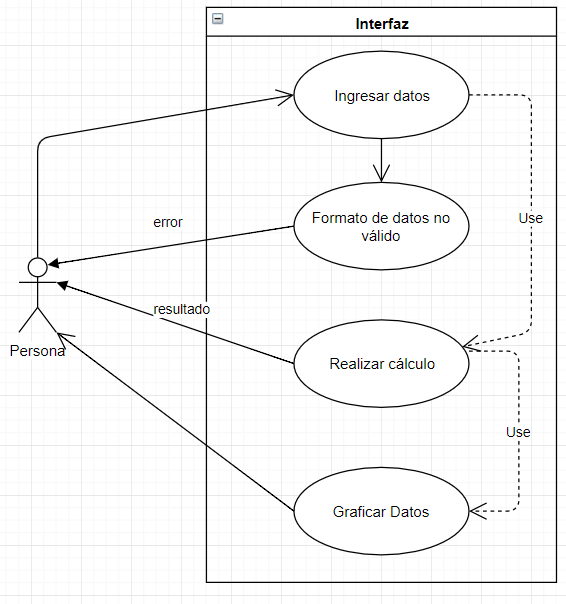 Interfaz
Ingresar datos
Use
Formato de datos no
válido
error
resultado
Persona
Realizar cálculo
Use
Graficar Datos